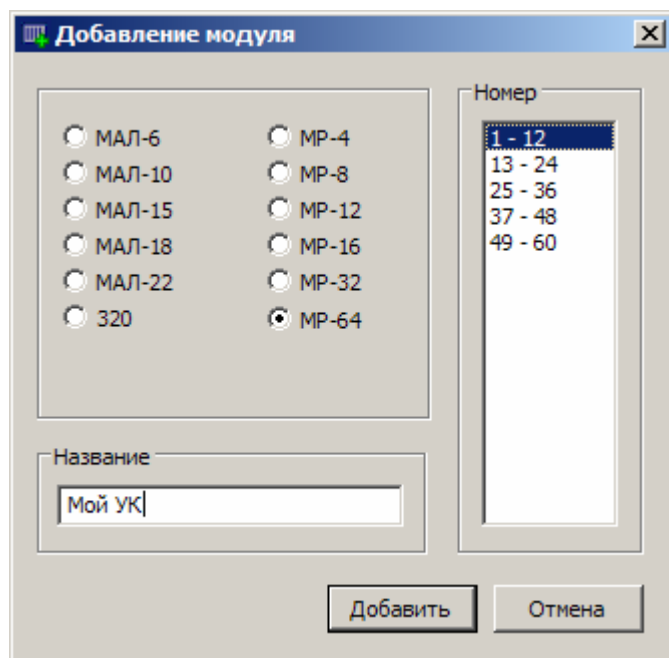 Добавление модуля
МАЛ-6
МАЛ-10
МАЛ-15
МАЛ-18
МАЛ-22
320
МР-4
МР-8
МР-12
МР-16
МР-32
МР-64
Номер
1 - 12
13 - 24
25 - 36
37 - 48
49 - 60
Название
Мой УК
Добавить
Отмена